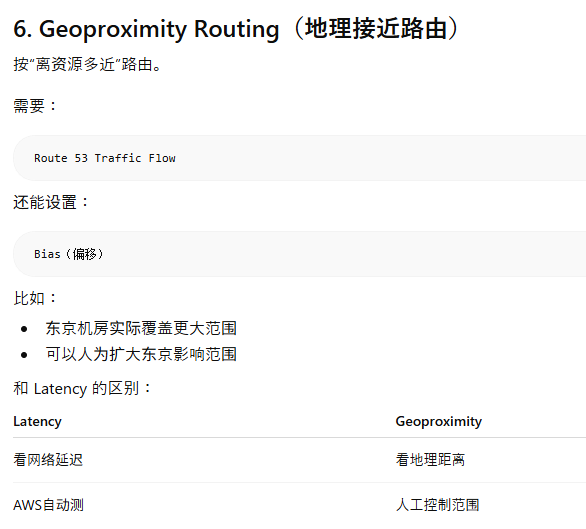 6. Geoproximity Routing（地理接近路由）
按“离资源多近”路由。
需要：
Route 53 Traffic Flow
还能设置：
Bias（偏移）
比如：
• 东京机房实际覆盖更大范围
• 可以人为扩大东京影响范围
和 Latency 的区别：
Latency Geoproximity
看网络延迟 看地理距离
AWS自动测 人工控制范围